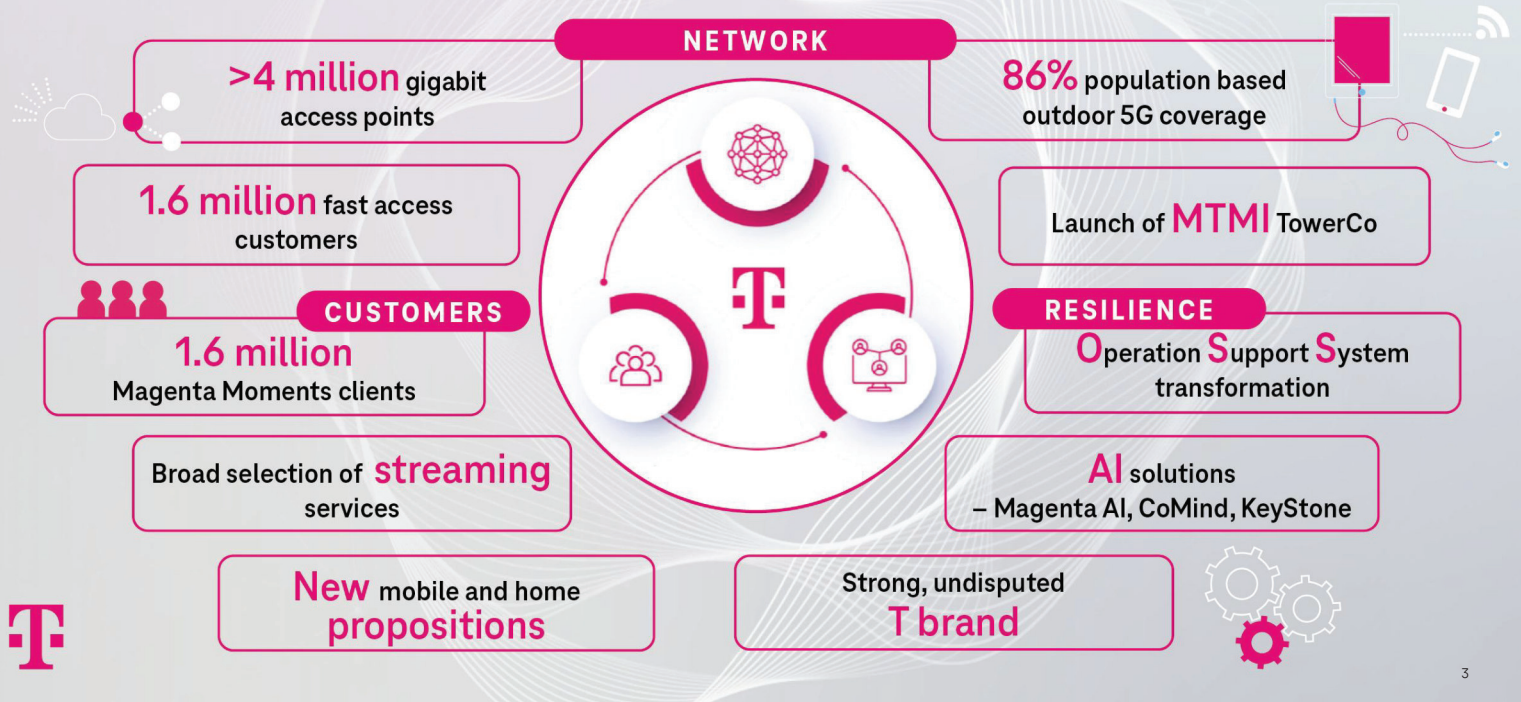 NETWORK
>4 million gigabit
access points
86% population based
outdoor 5G coverage
1.6 million fast access
customers
Launch of MTMI TowerCo
CUSTOMERS
1.6 million
Magenta Moments clients
Broad selection of streaming
services
New mobile and home
propositions
RESILIENCE
Operation Support System
transformation
AI solutions
– Magenta AI, CoMind, KeyStone
Strong, undisputed
T brand
T
T
3